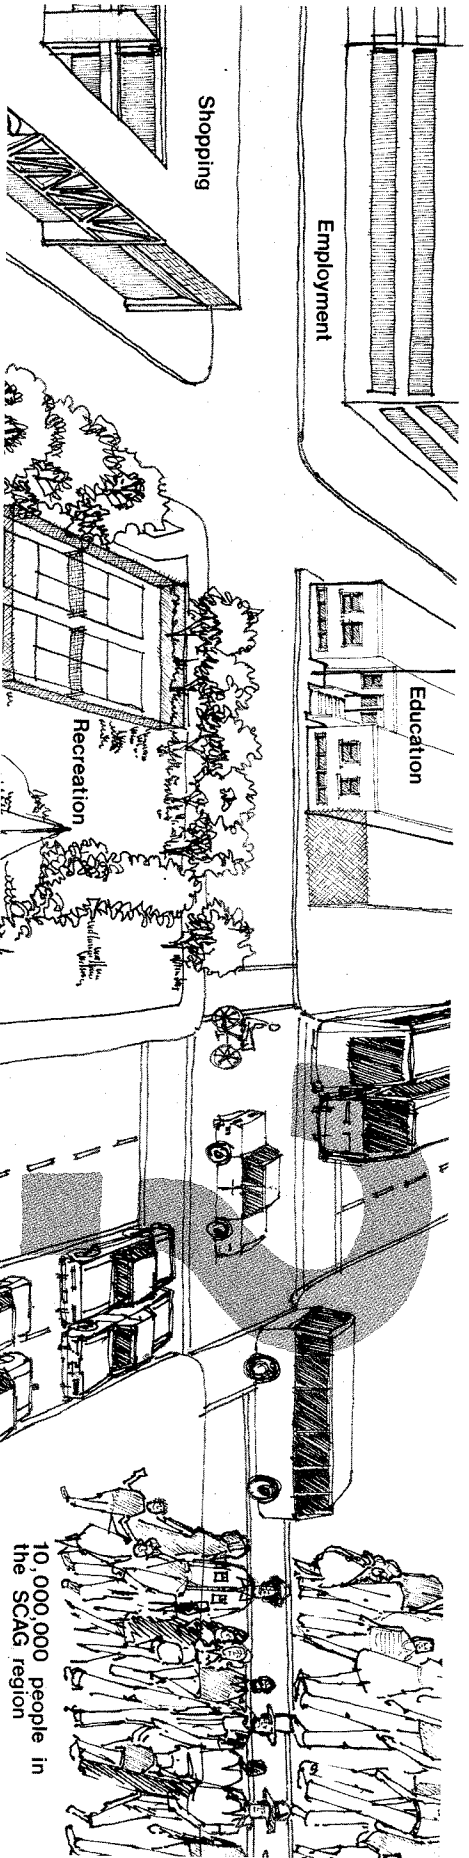 Education
Employment
Shopping
Recreation
10,000,000 people in
the SCAG region